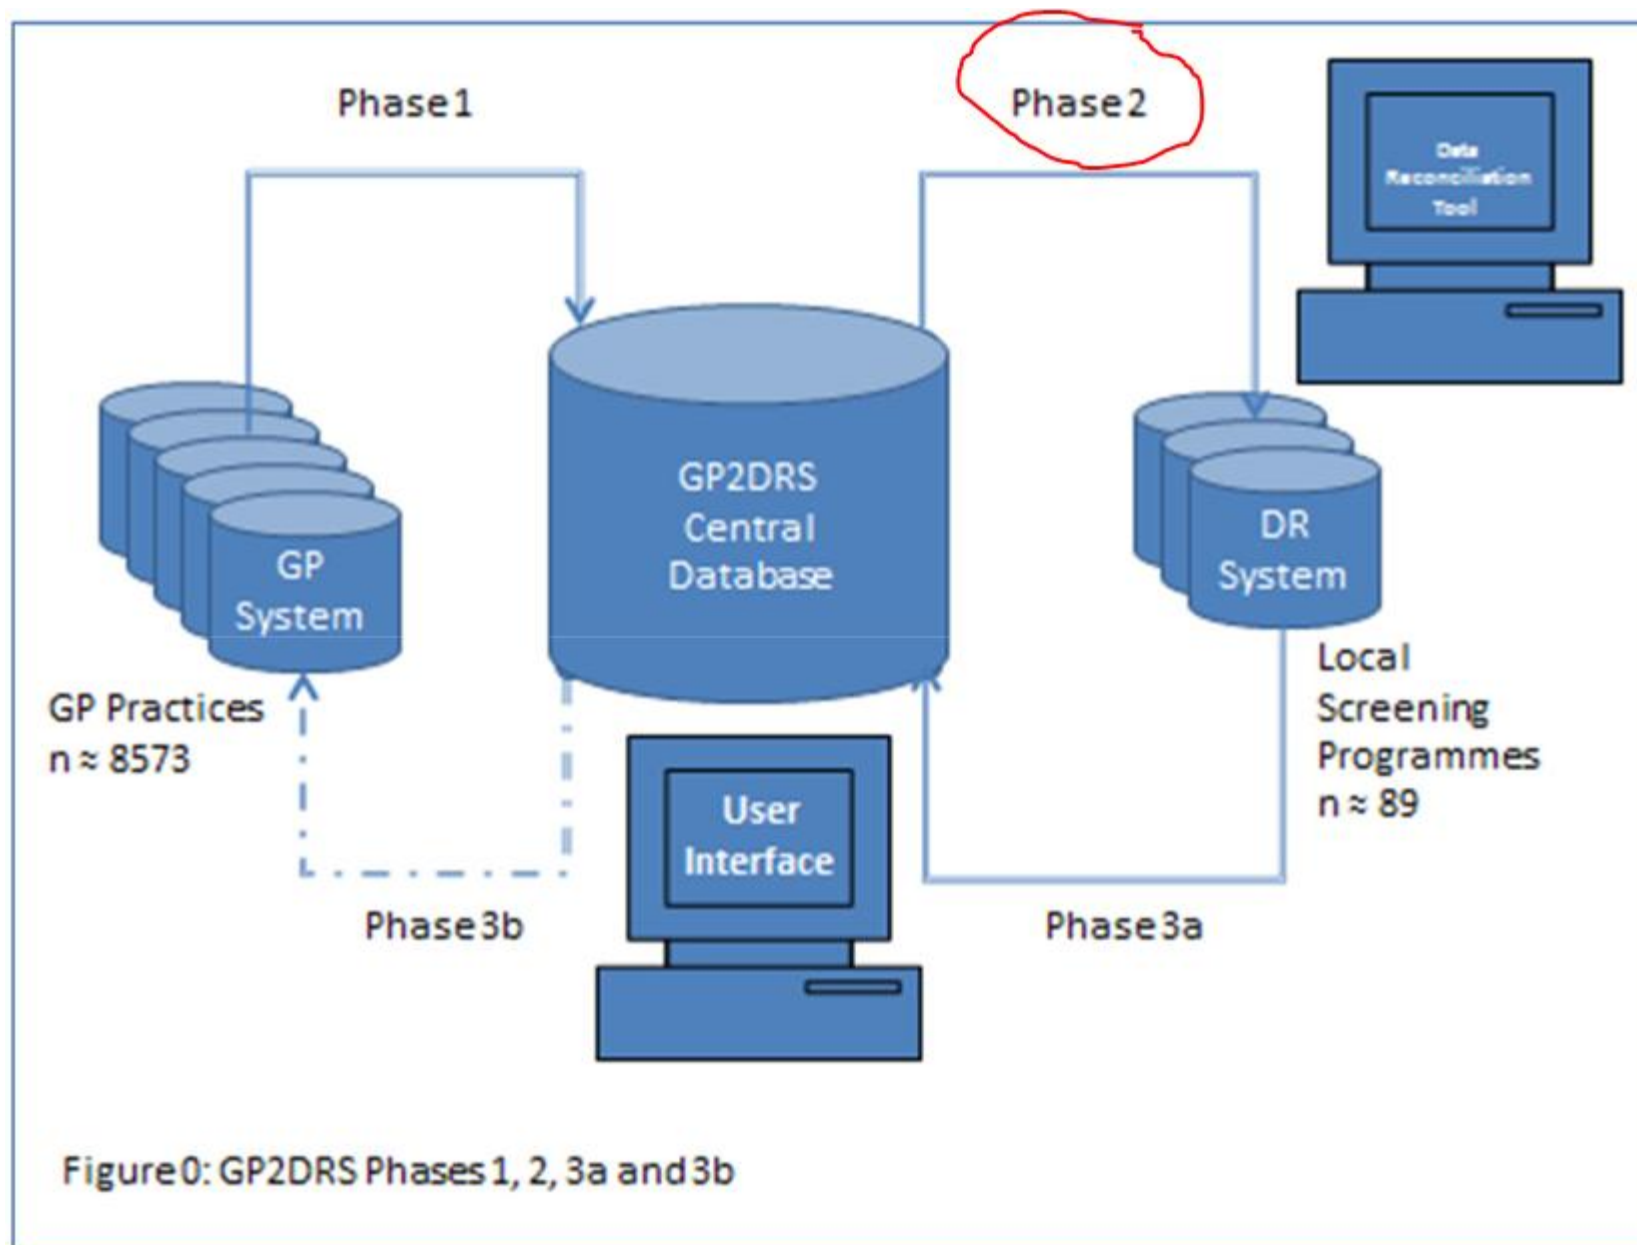 Phase 1
Phase 2
Data
Reconciliation
Tool
GP2DRS
Central
Database
GP
System
DR
System
GP Practices
n ≈ 8573
Local
Screening
Programmes
n ≈ 89
User
Interface
Phase 3b
Phase 3a
Figure 0: GP2DRS Phases 1, 2, 3a and 3b